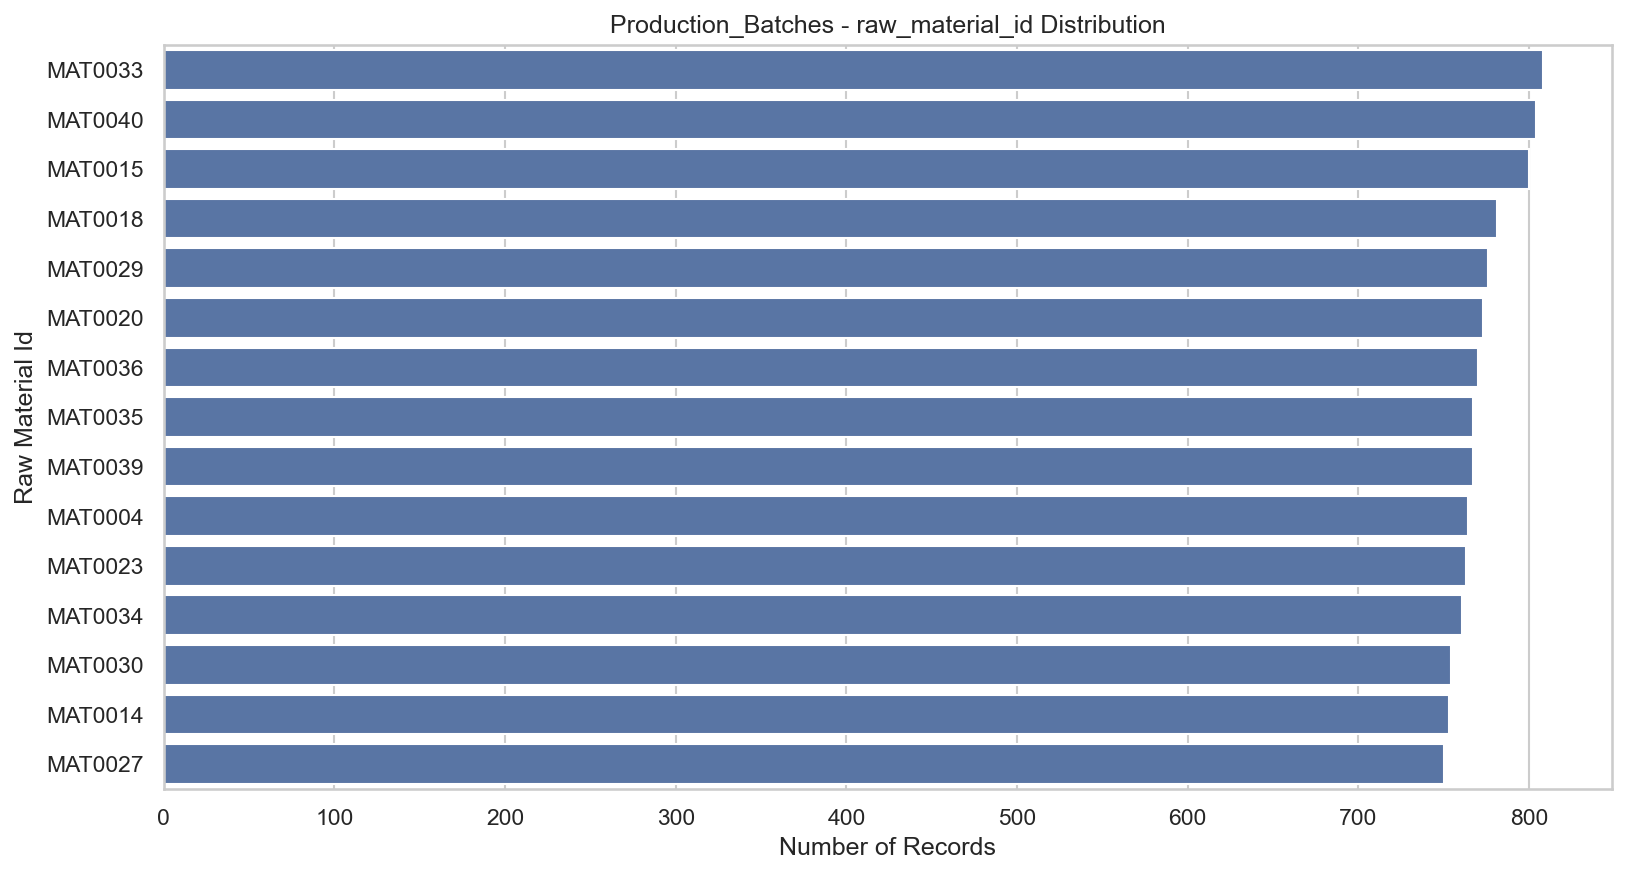 Production_Batches - raw_material_id Distribution
Raw Material Id
MAT0033
MAT0040
MAT0015
MAT0018
MAT0029
MAT0020
MAT0036
MAT0035
MAT0039
MAT0004
MAT0023
MAT0034
MAT0030
MAT0014
MAT0027
0 100 200 300 400 500 600 700 800
Number of Records